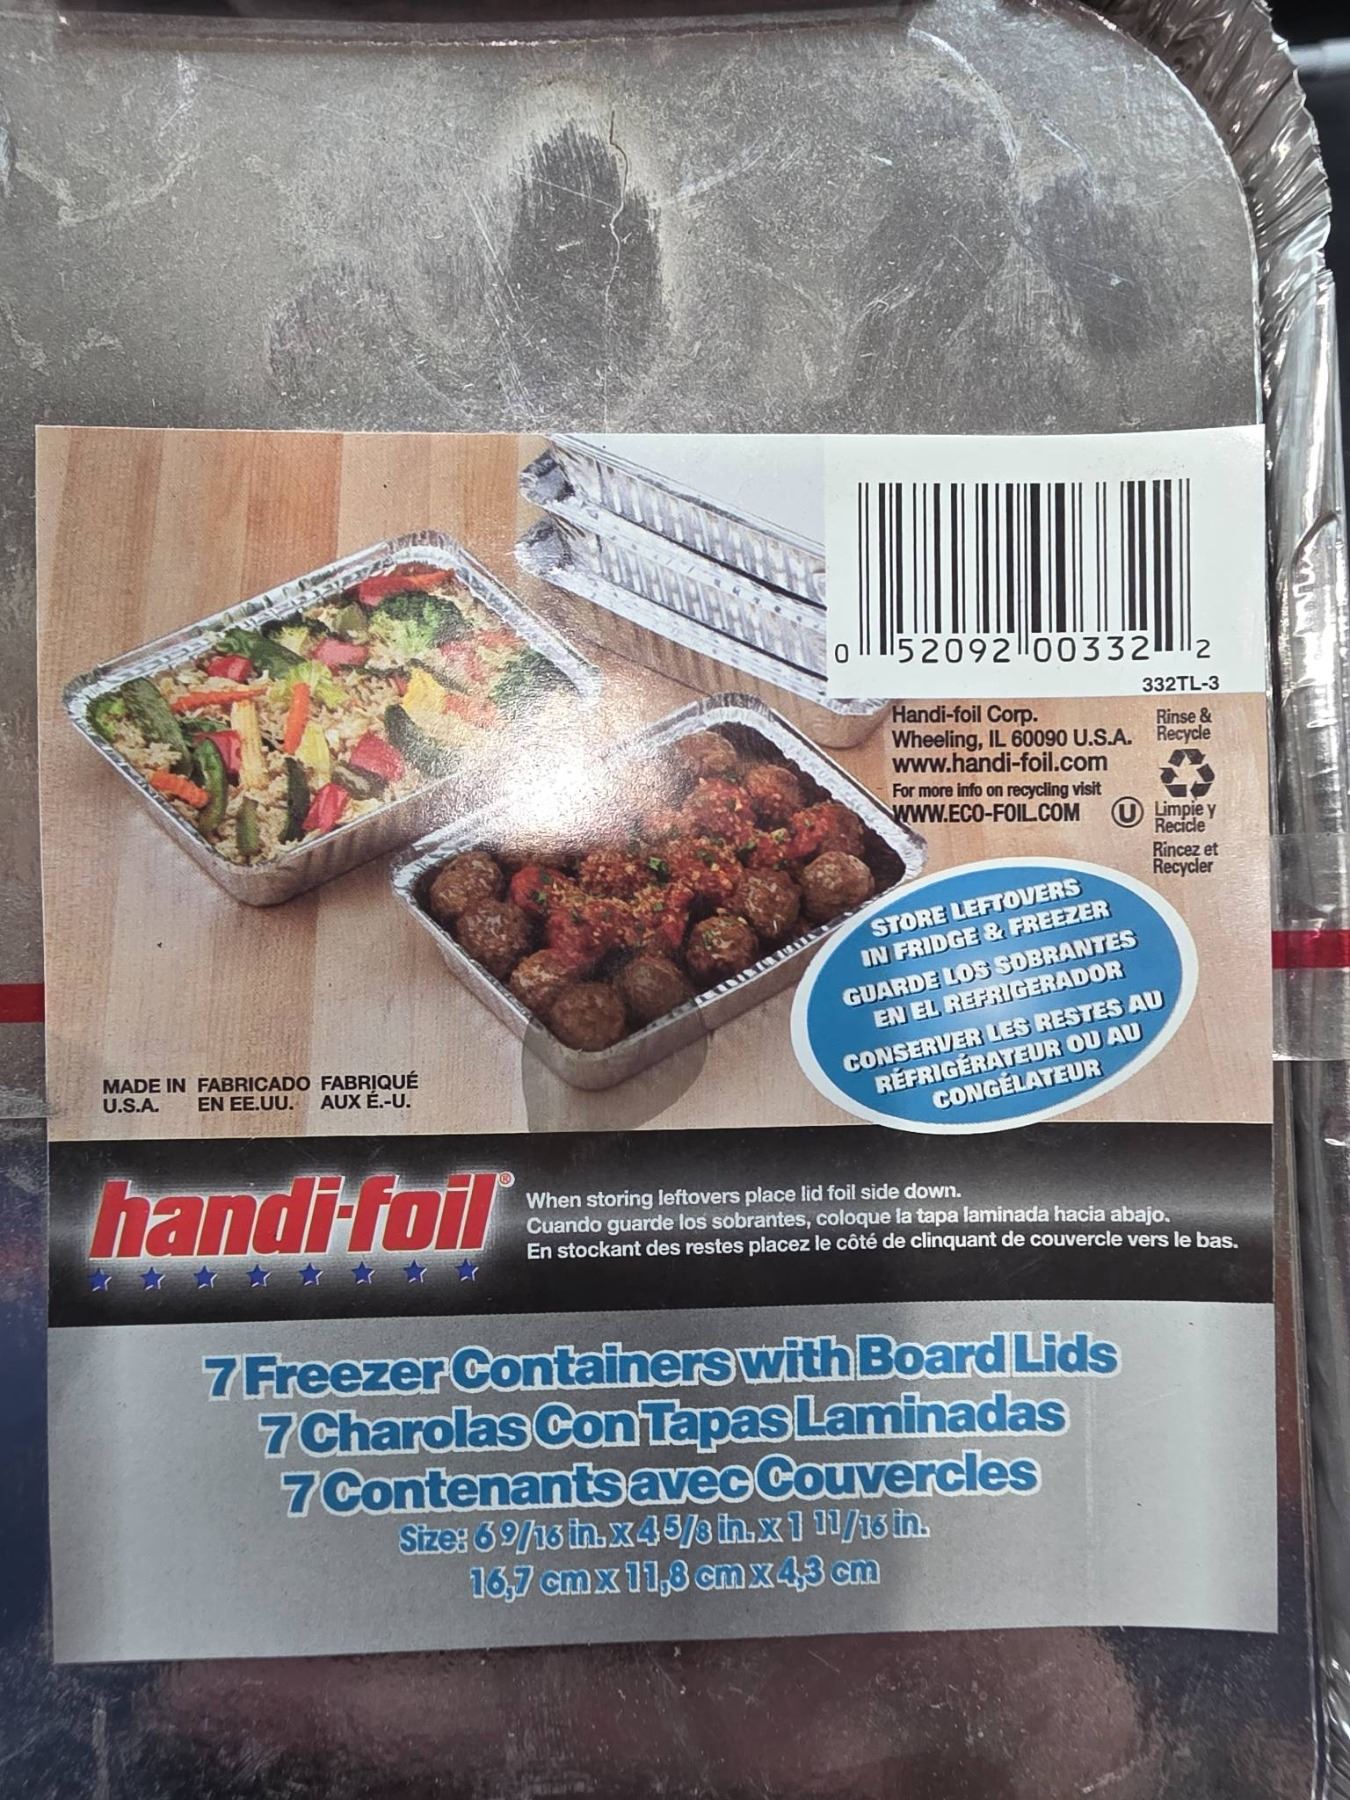 0 52092 00332 2
332TL-3
Handi-foil Corp.
Wheeling, IL 60090 U.S.A.
www.handi-foil.com
For more info on recycling visit
WWW.ECO-FOIL.COM
U
Rinse &
Recycle
Limpie y
Recicle
Rincez et
Recycler
STORE LEFTOVERS
IN FRIDGE & FREEZER
GUARDE LOS SOBRANTES
EN EL REFRIGERADOR
CONSERVER LES RESTES AU
RÉFRIGÉRATEUR OU AU
CONGÉLATEUR
MADE IN U.S.A.
FABRICADO EN EE.UU.
FABRIQUÉ AUX É.-U.
handi-foil®
When storing leftovers place lid foil side down.
Cuando guarde los sobrantes, coloque la tapa laminada hacia abajo.
En stockant des restes placez le côté de clinquant de couvercle vers le bas.
7 Freezer Containers with Board Lids
7 Charolas Con Tapas Laminadas
7 Contenants avec Couvercles
Size: 6 9/16 in. x 4 5/8 in. x 1 11/16 in.
16,7 cm x 11,8 cm x 4,3 cm